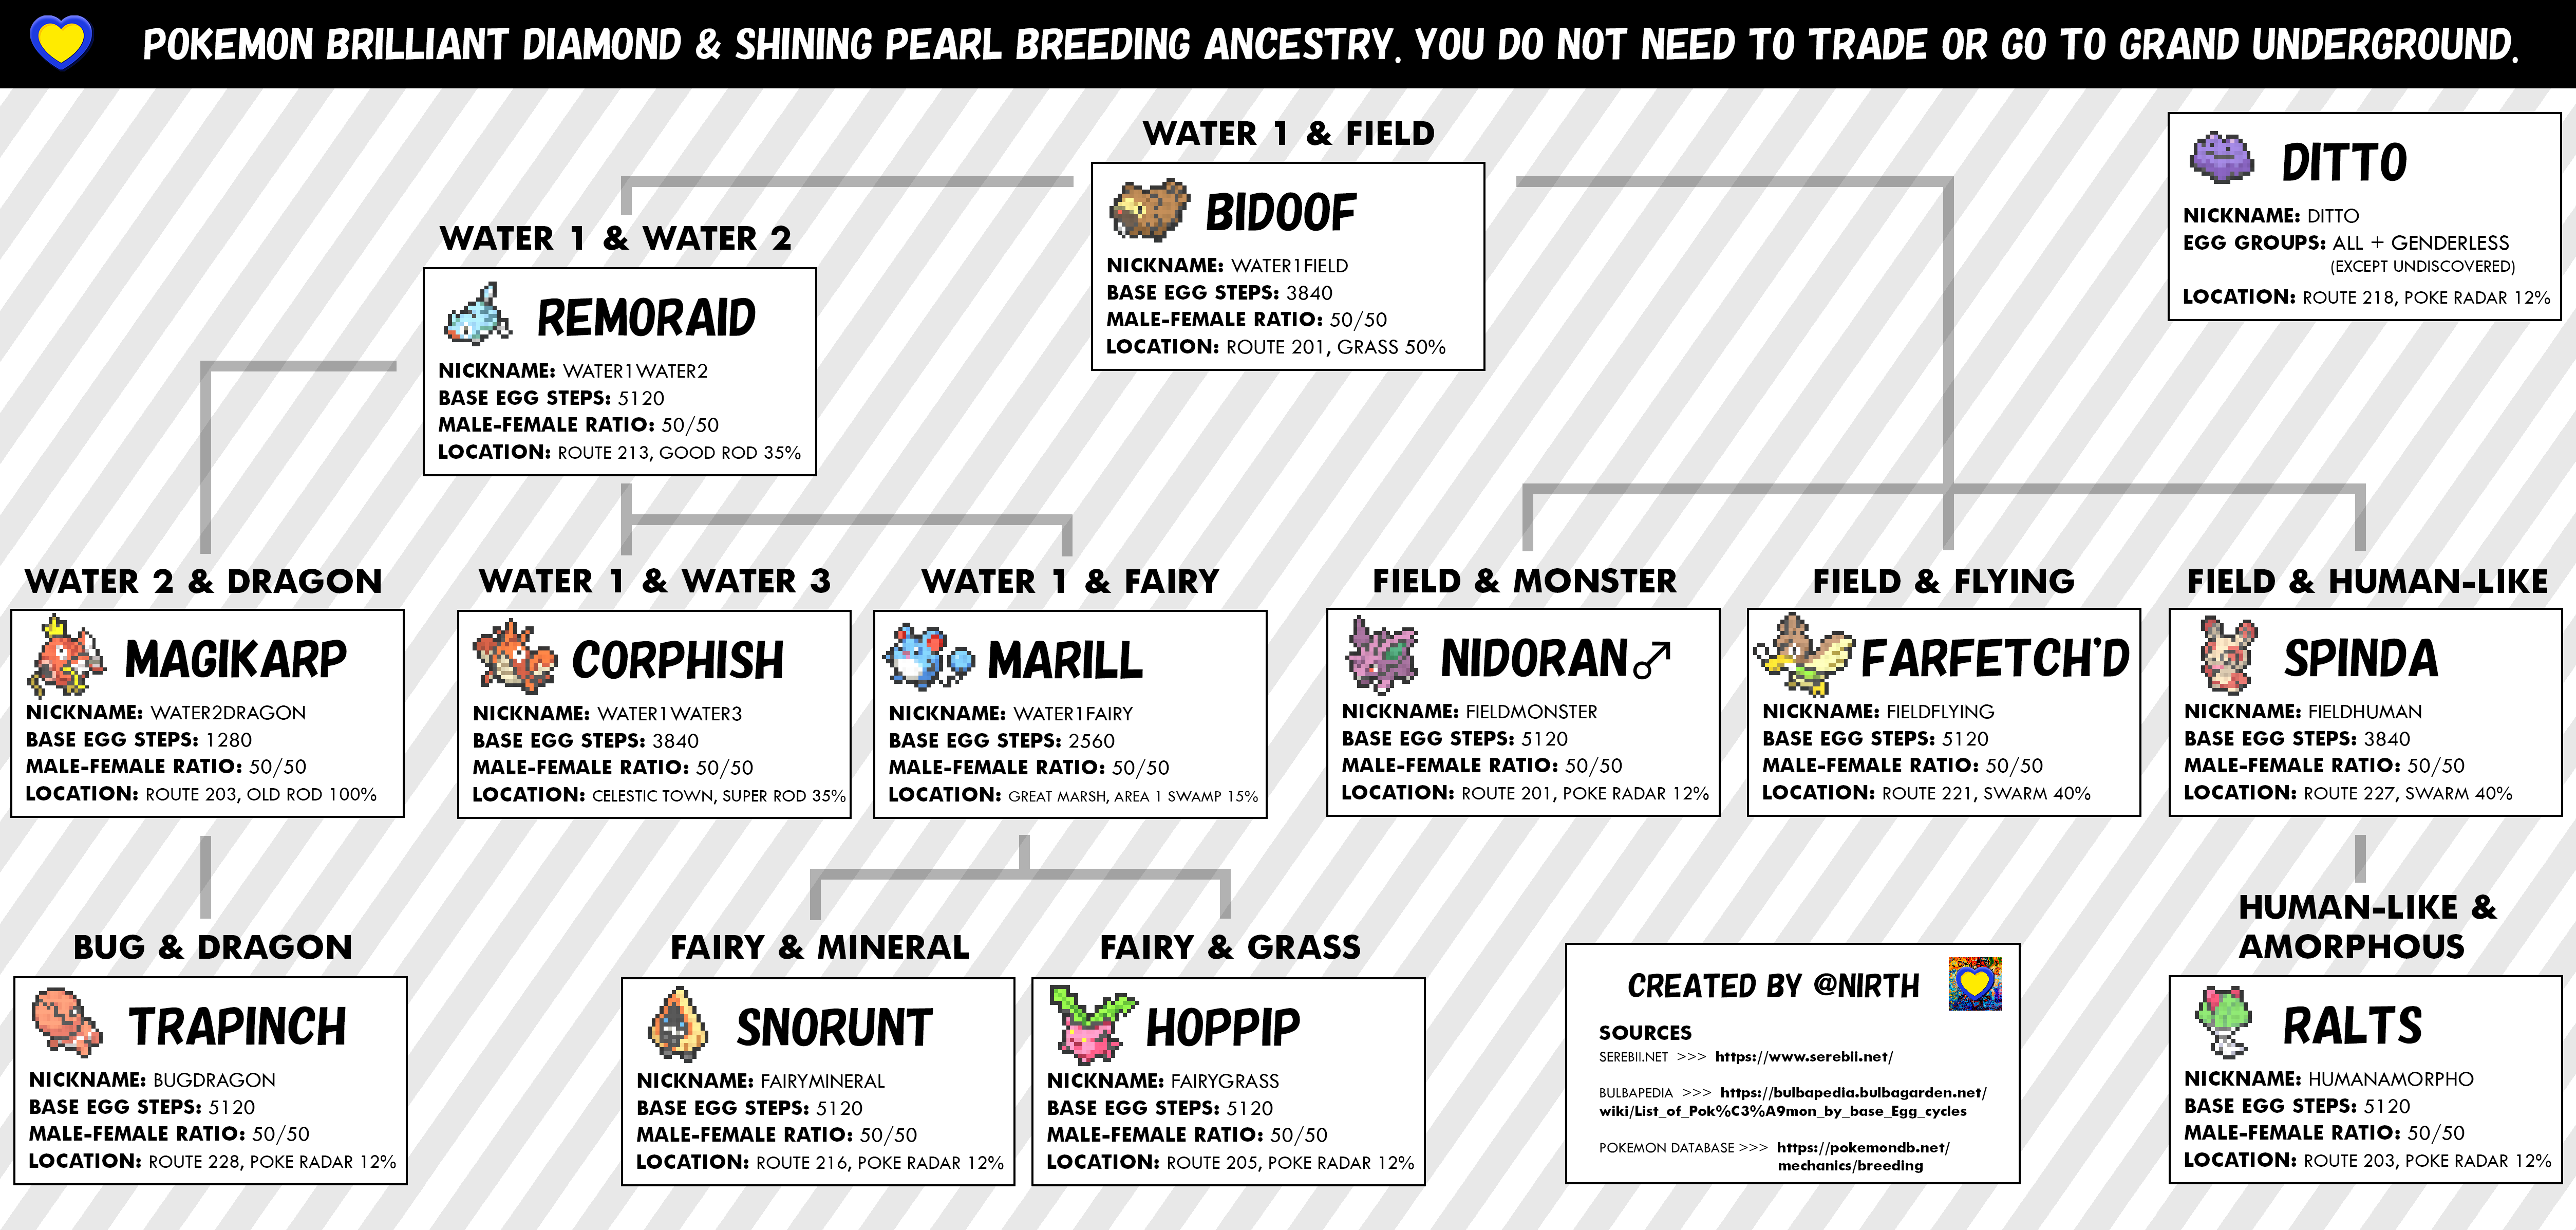 POKEMON BRILLIANT DIAMOND & SHINING PEARL BREEDING ANCESTRY. YOU DO NOT NEED TO TRADE OR GO TO GRAND UNDERGROUND.
WATER 1 & FIELD
BIDOOF
NICKNAME: WATER1FIELD
BASE EGG STEPS: 3840
MALE-FEMALE RATIO: 50/50
LOCATION: ROUTE 201, GRASS 50%
DITTO
NICKNAME: DITTO
EGG GROUPS: ALL + GENDERLESS
(EXCEPT UNDISCOVERED)
LOCATION: ROUTE 218, POKE RADAR 12%
WATER 1 & WATER 2
REMORAID
NICKNAME: WATER1WATER2
BASE EGG STEPS: 5120
MALE-FEMALE RATIO: 50/50
LOCATION: ROUTE 213, GOOD ROD 35%
WATER 2 & DRAGON
MAGIKARP
NICKNAME: WATER2DRAGON
BASE EGG STEPS: 1280
MALE-FEMALE RATIO: 50/50
LOCATION: ROUTE 203, OLD ROD 100%
WATER 1 & WATER 3
CORPHISH
NICKNAME: WATER1WATER3
BASE EGG STEPS: 3840
MALE-FEMALE RATIO: 50/50
LOCATION: CELESTIC TOWN, SUPER ROD 35%
WATER 1 & FAIRY
MARILL
NICKNAME: WATER1FAIRY
BASE EGG STEPS: 2560
MALE-FEMALE RATIO: 50/50
LOCATION: GREAT MARSH, AREA 1 SWAMP 15%
FIELD & MONSTER
NIDORAN♂
NICKNAME: FIELDMONSTER
BASE EGG STEPS: 5120
MALE-FEMALE RATIO: 50/50
LOCATION: ROUTE 201, POKE RADAR 12%
FIELD & FLYING
FARFETCH'D
NICKNAME: FIELDFLYING
BASE EGG STEPS: 5120
MALE-FEMALE RATIO: 50/50
LOCATION: ROUTE 221, SWARM 40%
FIELD & HUMAN-LIKE
SPINDA
NICKNAME: FIELDHUMAN
BASE EGG STEPS: 3840
MALE-FEMALE RATIO: 50/50
LOCATION: ROUTE 227, SWARM 40%
BUG & DRAGON
TRAPINCH
NICKNAME: BUGDRAGON
BASE EGG STEPS: 5120
MALE-FEMALE RATIO: 50/50
LOCATION: ROUTE 228, POKE RADAR 12%
FAIRY & MINERAL
SNORUNT
NICKNAME: FAIRYMINERAL
BASE EGG STEPS: 5120
MALE-FEMALE RATIO: 50/50
LOCATION: ROUTE 216, POKE RADAR 12%
FAIRY & GRASS
HOPPIP
NICKNAME: FAIRYGRASS
BASE EGG STEPS: 5120
MALE-FEMALE RATIO: 50/50
LOCATION: ROUTE 205, POKE RADAR 12%
CREATED BY @NIRTH
SOURCES
SEREBII.NET >>> https://www.serebii.net/
BULBAPEDIA >>> https://bulbapedia.bulbagarden.net/
wiki/List_of_Pok%C3%A9mon_by_base_Egg_cycles
POKEMON DATABASE >>> https://pokemondb.net/
mechanics/breeding
HUMAN-LIKE &
AMORPHOUS
RALTS
NICKNAME: HUMANAMORPHO
BASE EGG STEPS: 5120
MALE-FEMALE RATIO: 50/50
LOCATION: ROUTE 203, POKE RADAR 12%